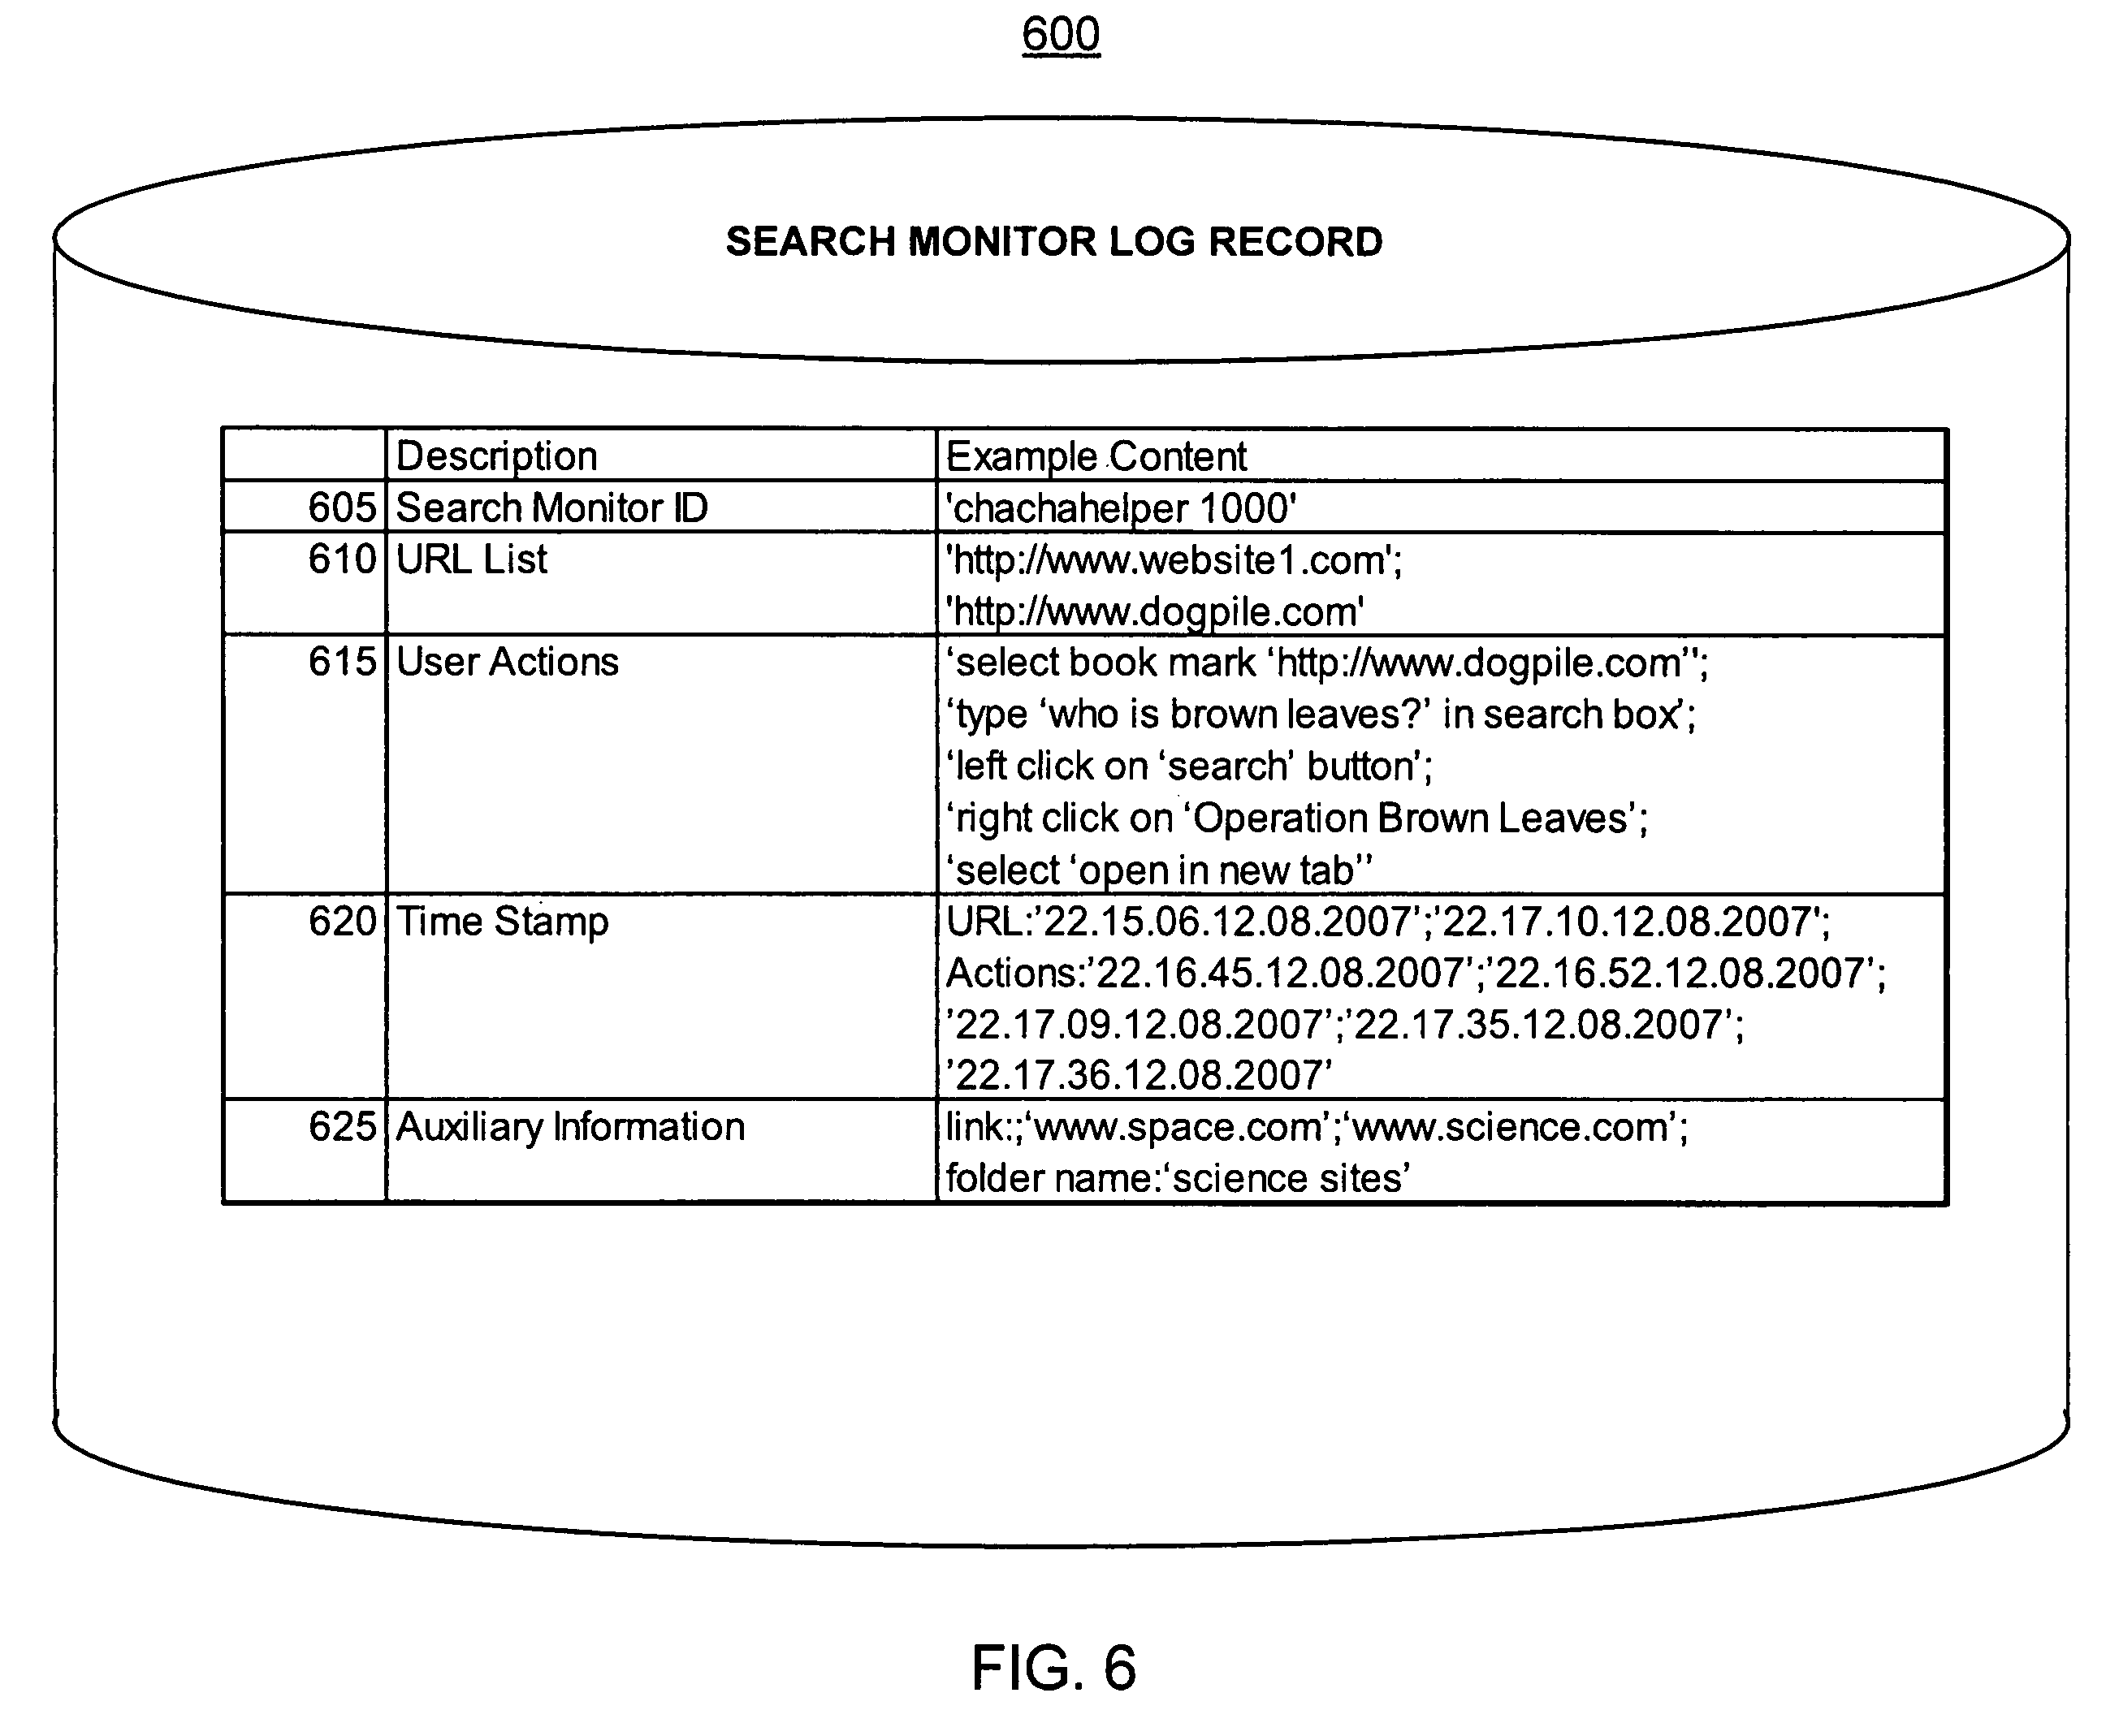 600
SEARCH MONITOR LOG RECORD
Description Example Content
605 Search Monitor ID 'chachahelper 1000'
610 URL List 'http://www.website1.com';
'http://www.dogpile.com'
615 User Actions ‘select book mark ‘http://www.dogpile.com'';
‘type ‘who is brown leaves?’ in search box’;
‘left click on ‘search’ button’;
‘right click on ‘Operation Brown Leaves’;
‘select ‘open in new tab’’
620 Time Stamp URL:’22.15.06.12.08.2007’;’22.17.10.12.08.2007’;
Actions:’22.16.45.12.08.2007’;’22.16.52.12.08.2007’;
’22.17.09.12.08.2007’;’22.17.35.12.08.2007’;
’22.17.36.12.08.2007’
625 Auxiliary Information link:;‘www.space.com’;‘www.science.com’;
folder name:‘science sites’
FIG. 6